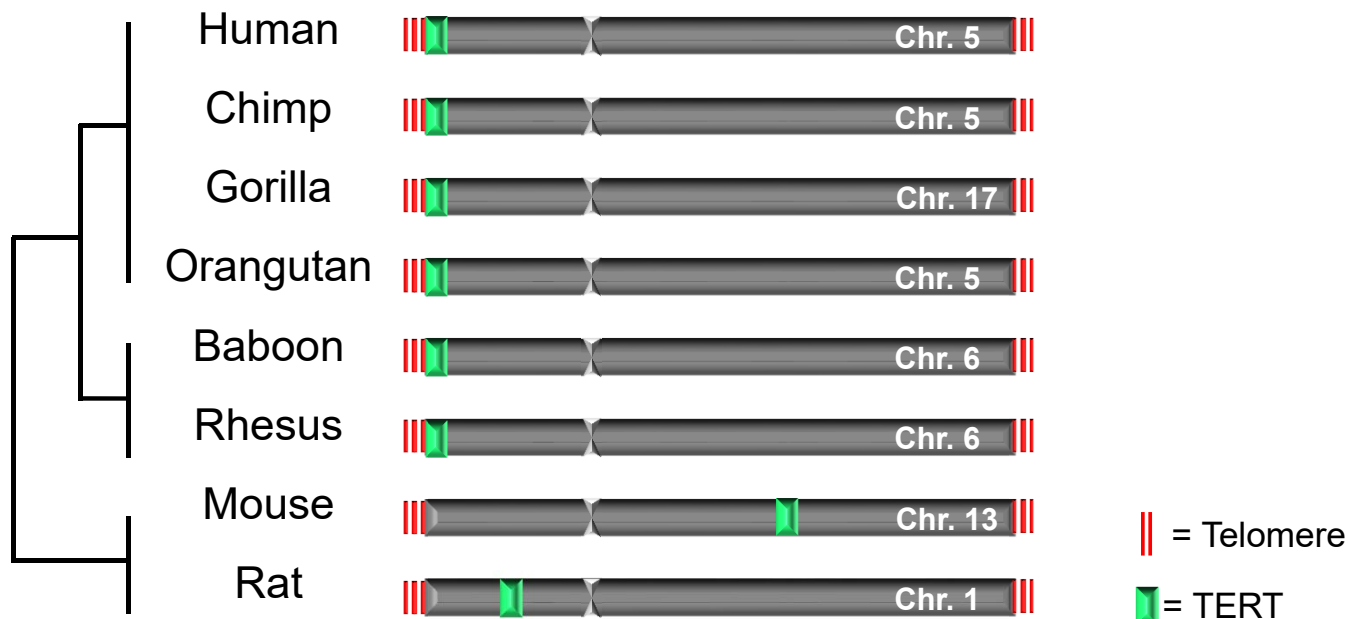 Human
Chr. 5
Chimp
Chr. 5
Gorilla
Chr. 17
Orangutan
Chr. 5
Baboon
Chr. 6
Rhesus
Chr. 6
Mouse
Chr. 13
Rat
Chr. 1
= Telomere
= TERT